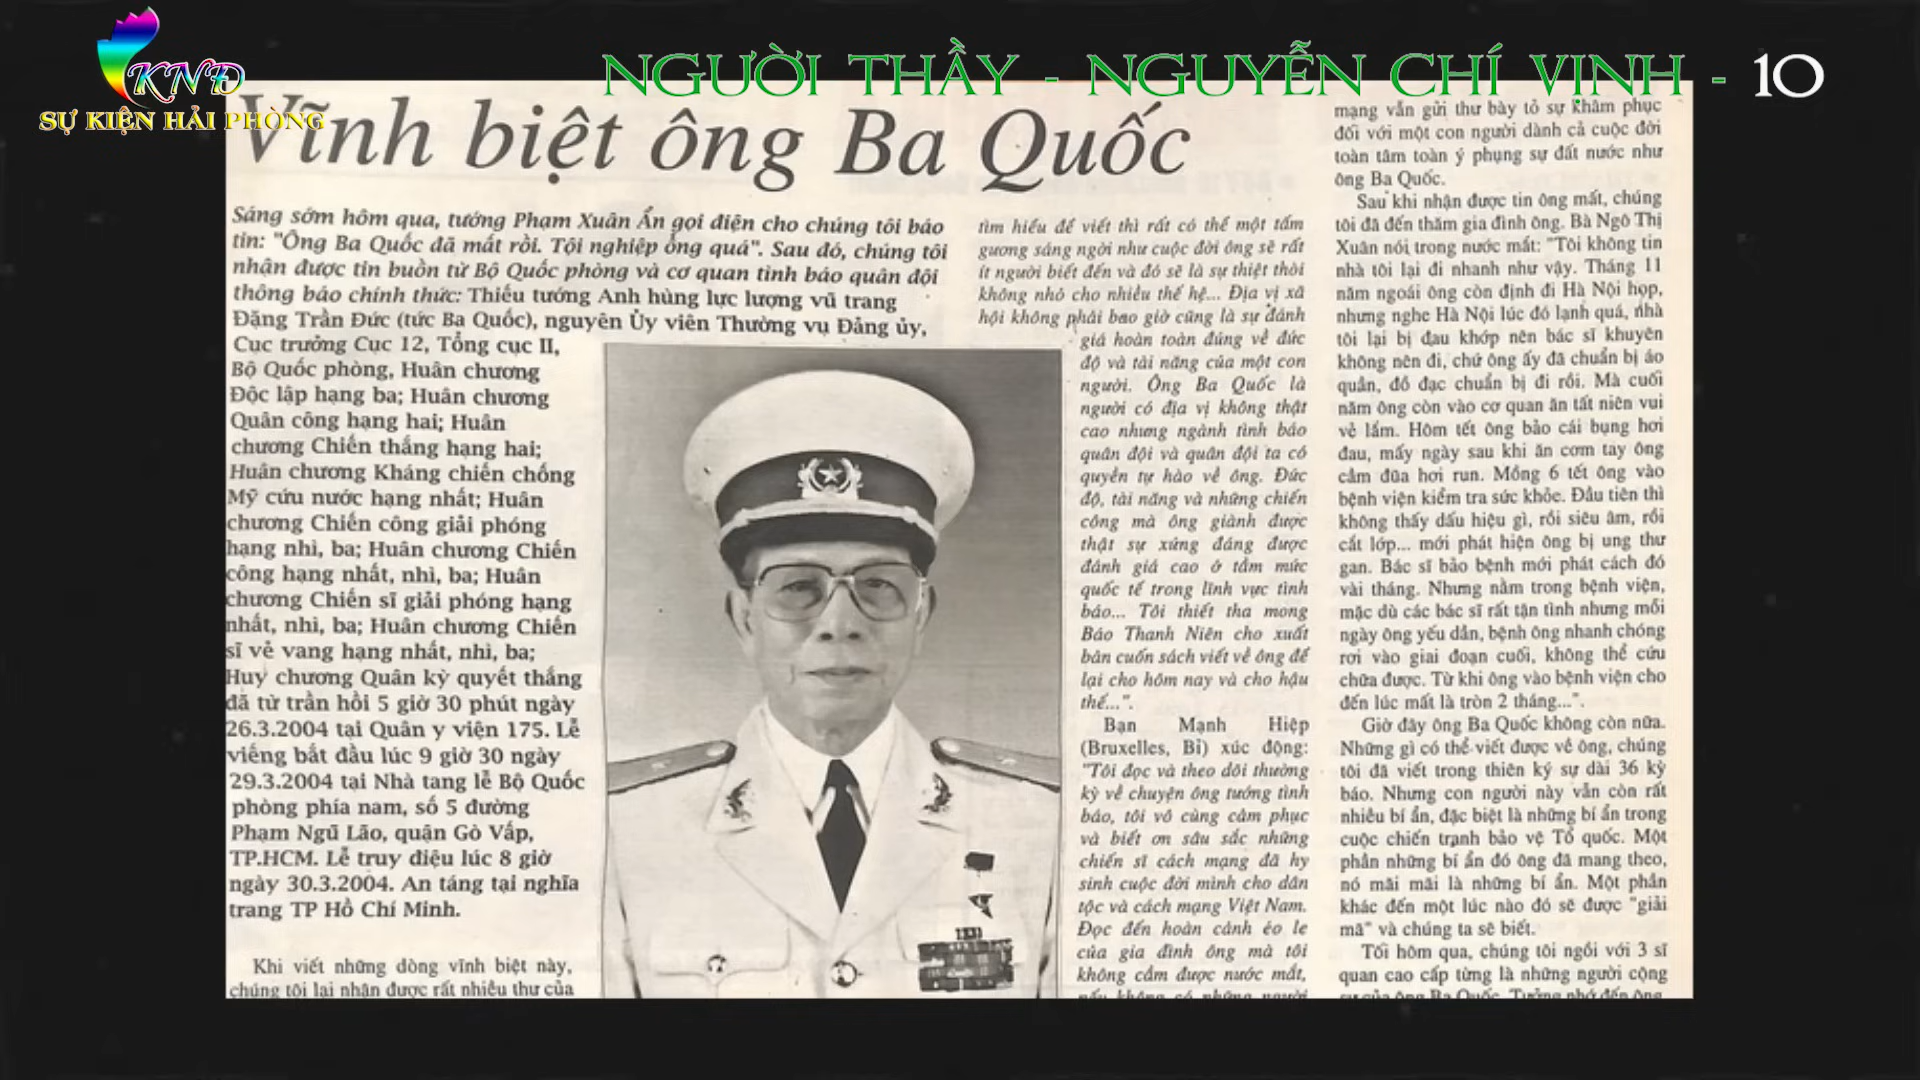 KNĐ
SỰ KIỆN HẢI PHÒNG
NGƯỜI THẦY - NGUYỄN CHÍ VỊNH - 10
Vĩnh biệt ông Ba Quốc
Sáng sớm hôm qua, tướng Phạm Xuân Ẩn gọi điện cho chúng tôi báo
tin: "Ông Ba Quốc đã mất rồi. Tội nghiệp ổng quá". Sau đó, chúng tôi
nhận được tin buồn từ Bộ Quốc phòng và cơ quan tình báo quân đội
thông báo chính thức: Thiếu tướng Anh hùng lực lượng vũ trang
Đặng Trần Đức (tức Ba Quốc), nguyên Ủy viên Thường vụ Đảng ủy,
Cục trưởng Cục 12, Tổng cục II,
Bộ Quốc phòng, Huân chương
Độc lập hạng ba; Huân chương
Quân công hạng hai; Huân
chương Chiến thắng hạng hai;
Huân chương Kháng chiến chống
Mỹ cứu nước hạng nhất; Huân
chương Chiến công giải phóng
hạng nhì, ba; Huân chương Chiến
công hạng nhất, nhì, ba; Huân
chương Chiến sĩ giải phóng hạng
nhất, nhì, ba; Huân chương Chiến
sĩ vẻ vang hạng nhất, nhì, ba;
Huy chương Quân kỳ quyết thắng
đã từ trần hồi 5 giờ 30 phút ngày
26.3.2004 tại Quân y viện 175. Lễ
viếng bắt đầu lúc 9 giờ 30 ngày
29.3.2004 tại Nhà tang lễ Bộ Quốc
phòng phía nam, số 5 đường
Phạm Ngũ Lão, quận Gò Vấp,
TP.HCM. Lễ truy điệu lúc 8 giờ
ngày 30.3.2004. An táng tại nghĩa
trang TP Hồ Chí Minh.
Khi viết những dòng vĩnh biệt này,
chúng tôi lại nhận được rất nhiều thư của
tìm hiểu để viết thì rất có thể một tấm
gương sáng ngời như cuộc đời ông sẽ rất
ít người biết đến và đó sẽ là sự thiệt thòi
không nhỏ cho nhiều thế hệ... Địa vị xã
hội không phải bao giờ cũng là sự đánh
giá hoàn toàn đúng về đức
độ và tài năng của một con
người. Ông Ba Quốc là
người có địa vị không thật
cao nhưng ngành tình báo
quân đội và quân đội ta có
quyền tự hào về ông. Đức
độ, tài năng và những chiến
công mà ông giành được
thật sự xứng đáng được
đánh giá cao ở tầm mức
quốc tế trong lĩnh vực tình
báo... Tôi thiết tha mong
Báo Thanh Niên cho xuất
bản cuốn sách viết về ông để
lại cho hôm nay và cho hậu
thế...".
Bạn Mạnh Hiệp
(Bruxelles, Bỉ) xúc động:
"Tôi đọc và theo dõi thường
kỳ về chuyện ông tướng tình
báo, tôi vô cùng cảm phục
và biết ơn sâu sắc những
chiến sĩ cách mạng đã hy
sinh cuộc đời mình cho dân
tộc và cách mạng Việt Nam.
Đọc đến hoàn cảnh éo le
của gia đình ông mà tôi
không cầm được nước mắt,
nếu không có những người
mạng vẫn gửi thư bày tỏ sự khâm phục
đối với một con người dành cả cuộc đời
toàn tâm toàn ý phụng sự đất nước như
ông Ba Quốc.
Sau khi nhận được tin ông mất, chúng
tôi đã đến thăm gia đình ông. Bà Ngô Thị
Xuân nói trong nước mắt: "Tôi không tin
nhà tôi lại đi nhanh như vậy. Tháng 11
năm ngoái ông còn định đi Hà Nội họp,
nhưng nghe Hà Nội lúc đó lạnh quá, nhà
tôi lại bị đau khớp nên bác sĩ khuyên
không nên đi, chứ ông ấy đã chuẩn bị áo
quần, đồ đạc chuẩn bị đi rồi. Mà cuối
năm ông còn vào cơ quan ăn tất niên vui
vẻ lắm. Hôm tết ông bảo cái bụng hơi
đau, mấy ngày sau khi ăn cơm tay ông
cầm đũa hơi run. Mồng 6 tết ông vào
bệnh viện kiểm tra sức khỏe. Đầu tiên thì
không thấy dấu hiệu gì, rồi siêu âm, rồi
cắt lớp... mới phát hiện ông bị ung thư
gan. Bác sĩ bảo bệnh mới phát cách đó
vài tháng. Nhưng nằm trong bệnh viện,
mặc dù các bác sĩ rất tận tình nhưng mỗi
ngày ông yếu dần, bệnh ông nhanh chóng
rơi vào giai đoạn cuối, không thể cứu
chữa được. Từ khi ông vào bệnh viện cho
đến lúc mất là tròn 2 tháng...".
Giờ đây ông Ba Quốc không còn nữa.
Những gì có thể viết được về ông, chúng
tôi đã viết trong thiên ký sự dài 36 kỳ
báo. Nhưng con người này vẫn còn rất
nhiều bí ẩn, đặc biệt là những bí ẩn trong
cuộc chiến tranh bảo vệ Tổ quốc. Một
phần những bí ẩn đó ông đã mang theo,
nó mãi mãi là những bí ẩn. Một phần
khác đến một lúc nào đó sẽ được "giải
mã" và chúng ta sẽ biết.
Tối hôm qua, chúng tôi ngồi với 3 sĩ
quan cao cấp từng là những người cộng
sự của ông Ba Quốc. Tưởng nhớ đến ông,